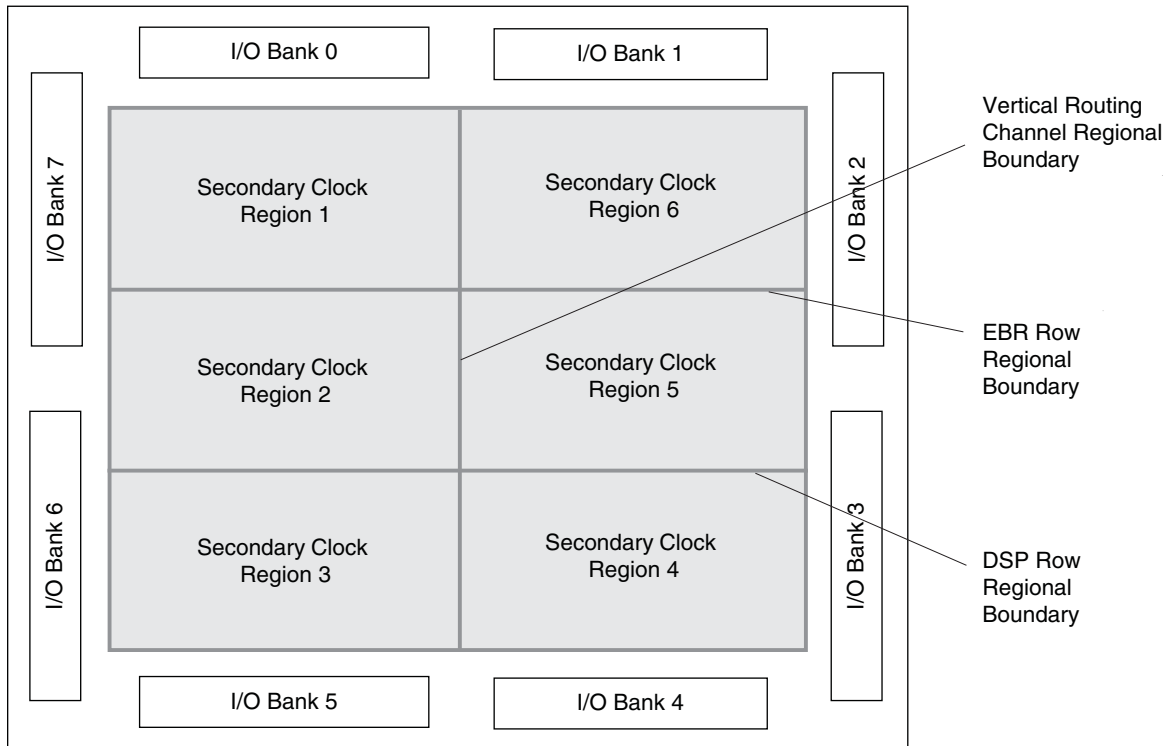 I/O Bank 0
I/O Bank 1
I/O Bank 7
I/O Bank 2
Vertical Routing
Channel Regional
Boundary
Secondary Clock
Region 1
Secondary Clock
Region 6
Secondary Clock
Region 2
Secondary Clock
Region 5
EBR Row
Regional
Boundary
I/O Bank 6
I/O Bank 3
Secondary Clock
Region 3
Secondary Clock
Region 4
DSP Row
Regional
Boundary
I/O Bank 5
I/O Bank 4